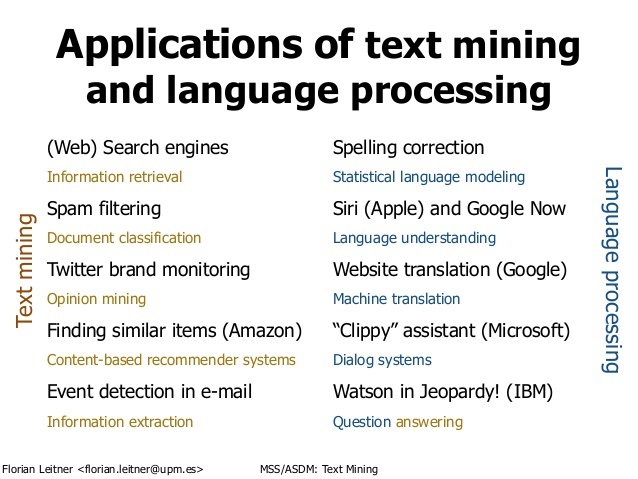 Applications of text mining
and language processing
Text mining
(Web) Search engines
Information retrieval
Spam filtering
Document classification
Twitter brand monitoring
Opinion mining
Finding similar items (Amazon)
Content-based recommender systems
Event detection in e-mail
Information extraction
Spelling correction
Statistical language modeling
Siri (Apple) and Google Now
Language understanding
Website translation (Google)
Machine translation
“Clippy” assistant (Microsoft)
Dialog systems
Watson in Jeopardy! (IBM)
Question answering
Language processing
Florian Leitner <florian.leitner@upm.es>
MSS/ASDM: Text Mining